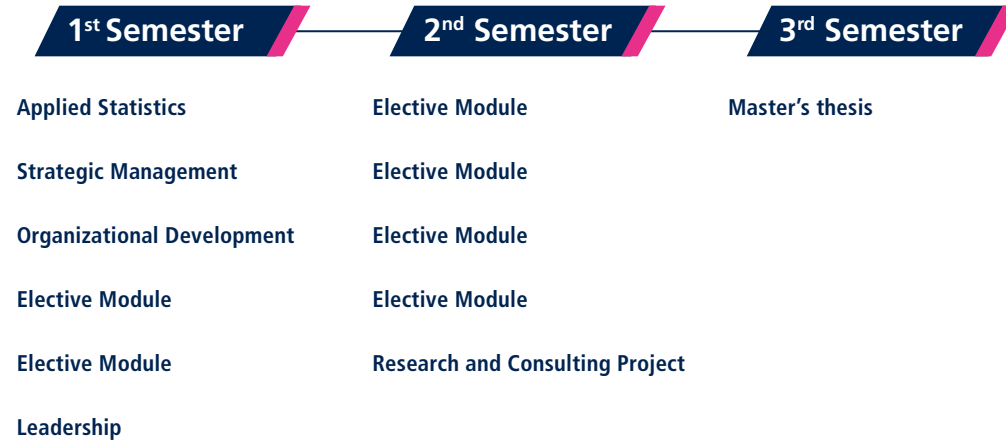 1st Semester
2nd Semester
3rd Semester
Applied Statistics
Elective Module
Master’s thesis
Strategic Management
Elective Module
Organizational Development
Elective Module
Elective Module
Elective Module
Elective Module
Research and Consulting Project
Leadership